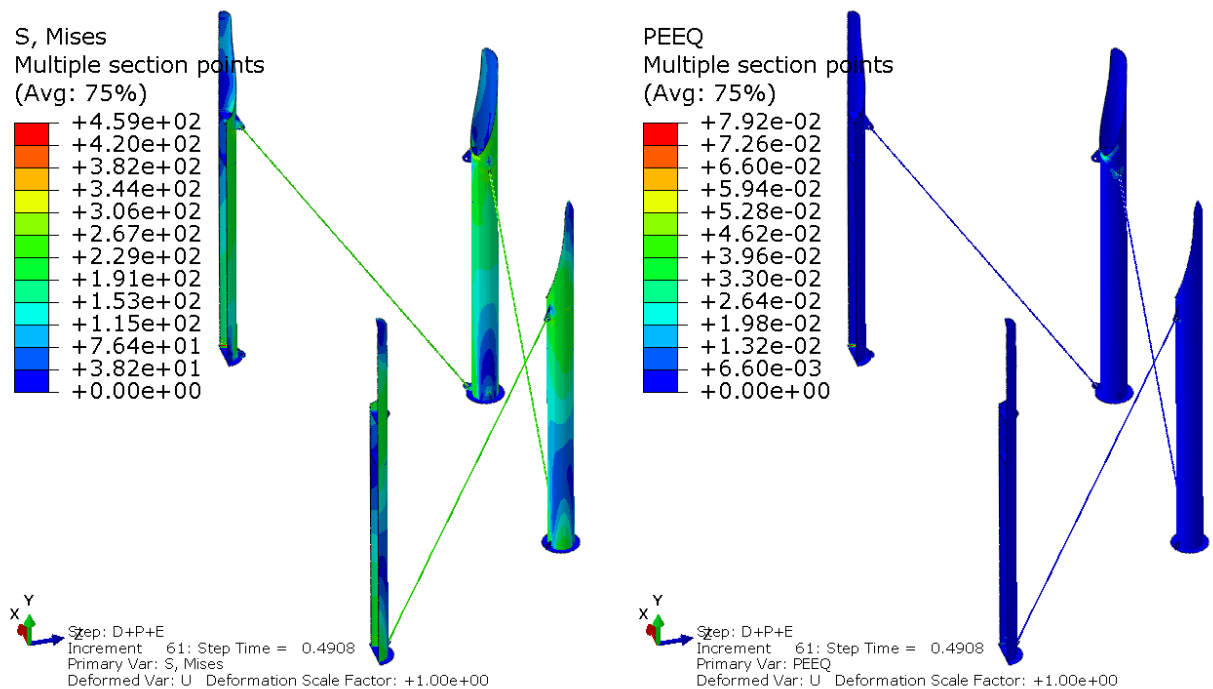 S, Mises
Multiple section points
(Avg: 75%)
+4.59e+02
+4.20e+02
+3.82e+02
+3.44e+02
+3.06e+02
+2.67e+02
+2.29e+02
+1.91e+02
+1.53e+02
+1.15e+02
+7.64e+01
+3.82e+01
+0.00e+00
Y
X
Z
Step: D+P+E
Increment 61: Step Time = 0.4908
Primary Var: S, Mises
Deformed Var: U Deformation Scale Factor: +1.00e+00
PEEQ
Multiple section points
(Avg: 75%)
+7.92e-02
+7.26e-02
+6.60e-02
+5.94e-02
+5.28e-02
+4.62e-02
+3.96e-02
+3.30e-02
+2.64e-02
+1.98e-02
+1.32e-02
+6.60e-03
+0.00e+00
Y
X
Z
Step: D+P+E
Increment 61: Step Time = 0.4908
Primary Var: PEEQ
Deformed Var: U Deformation Scale Factor: +1.00e+00